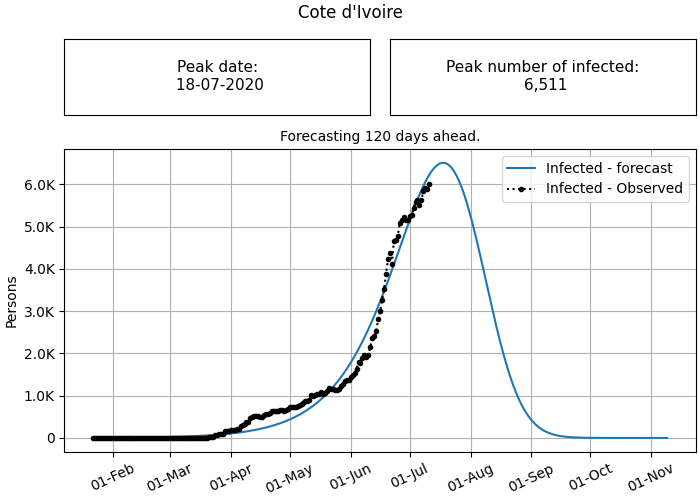 Cote d'Ivoire
Peak date:
18-07-2020
Peak number of infected:
6,511
Forecasting 120 days ahead.
Infected - forecast
Infected - Observed
Persons
6.0K
5.0K
4.0K
3.0K
2.0K
1.0K
0
01-Feb
01-Mar
01-Apr
01-May
01-Jun
01-Jul
01-Aug
01-Sep
01-Oct
01-Nov